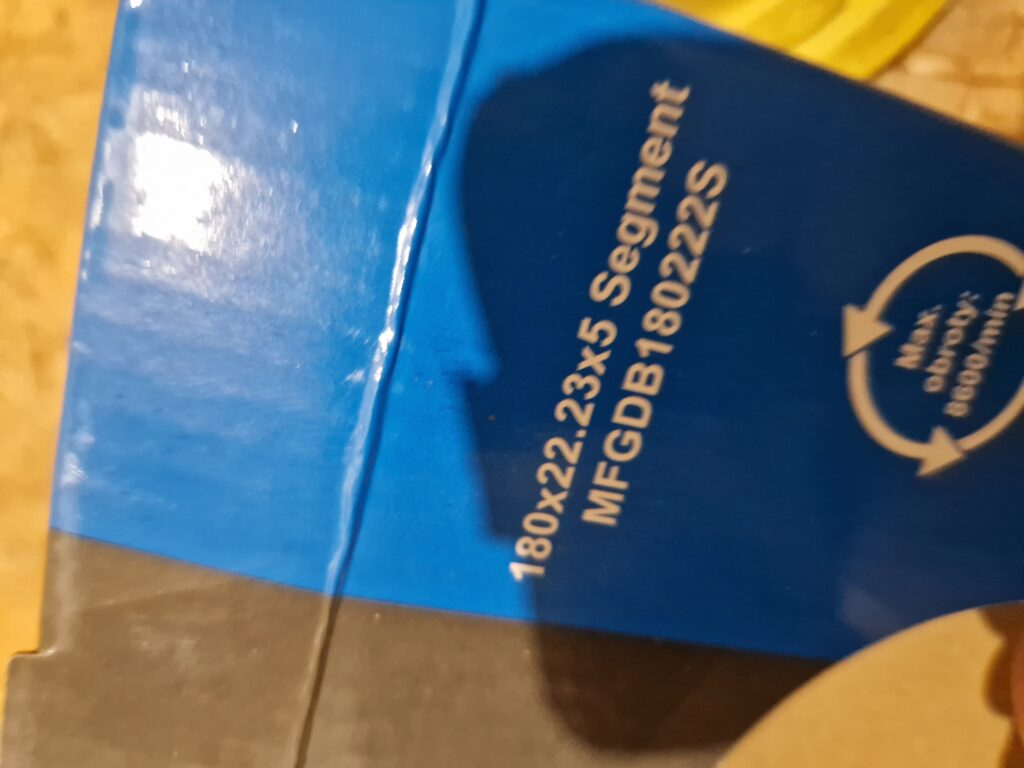 180x22.23x5 Segment
MFGDB180222S
Max.
obroty:
8600/min